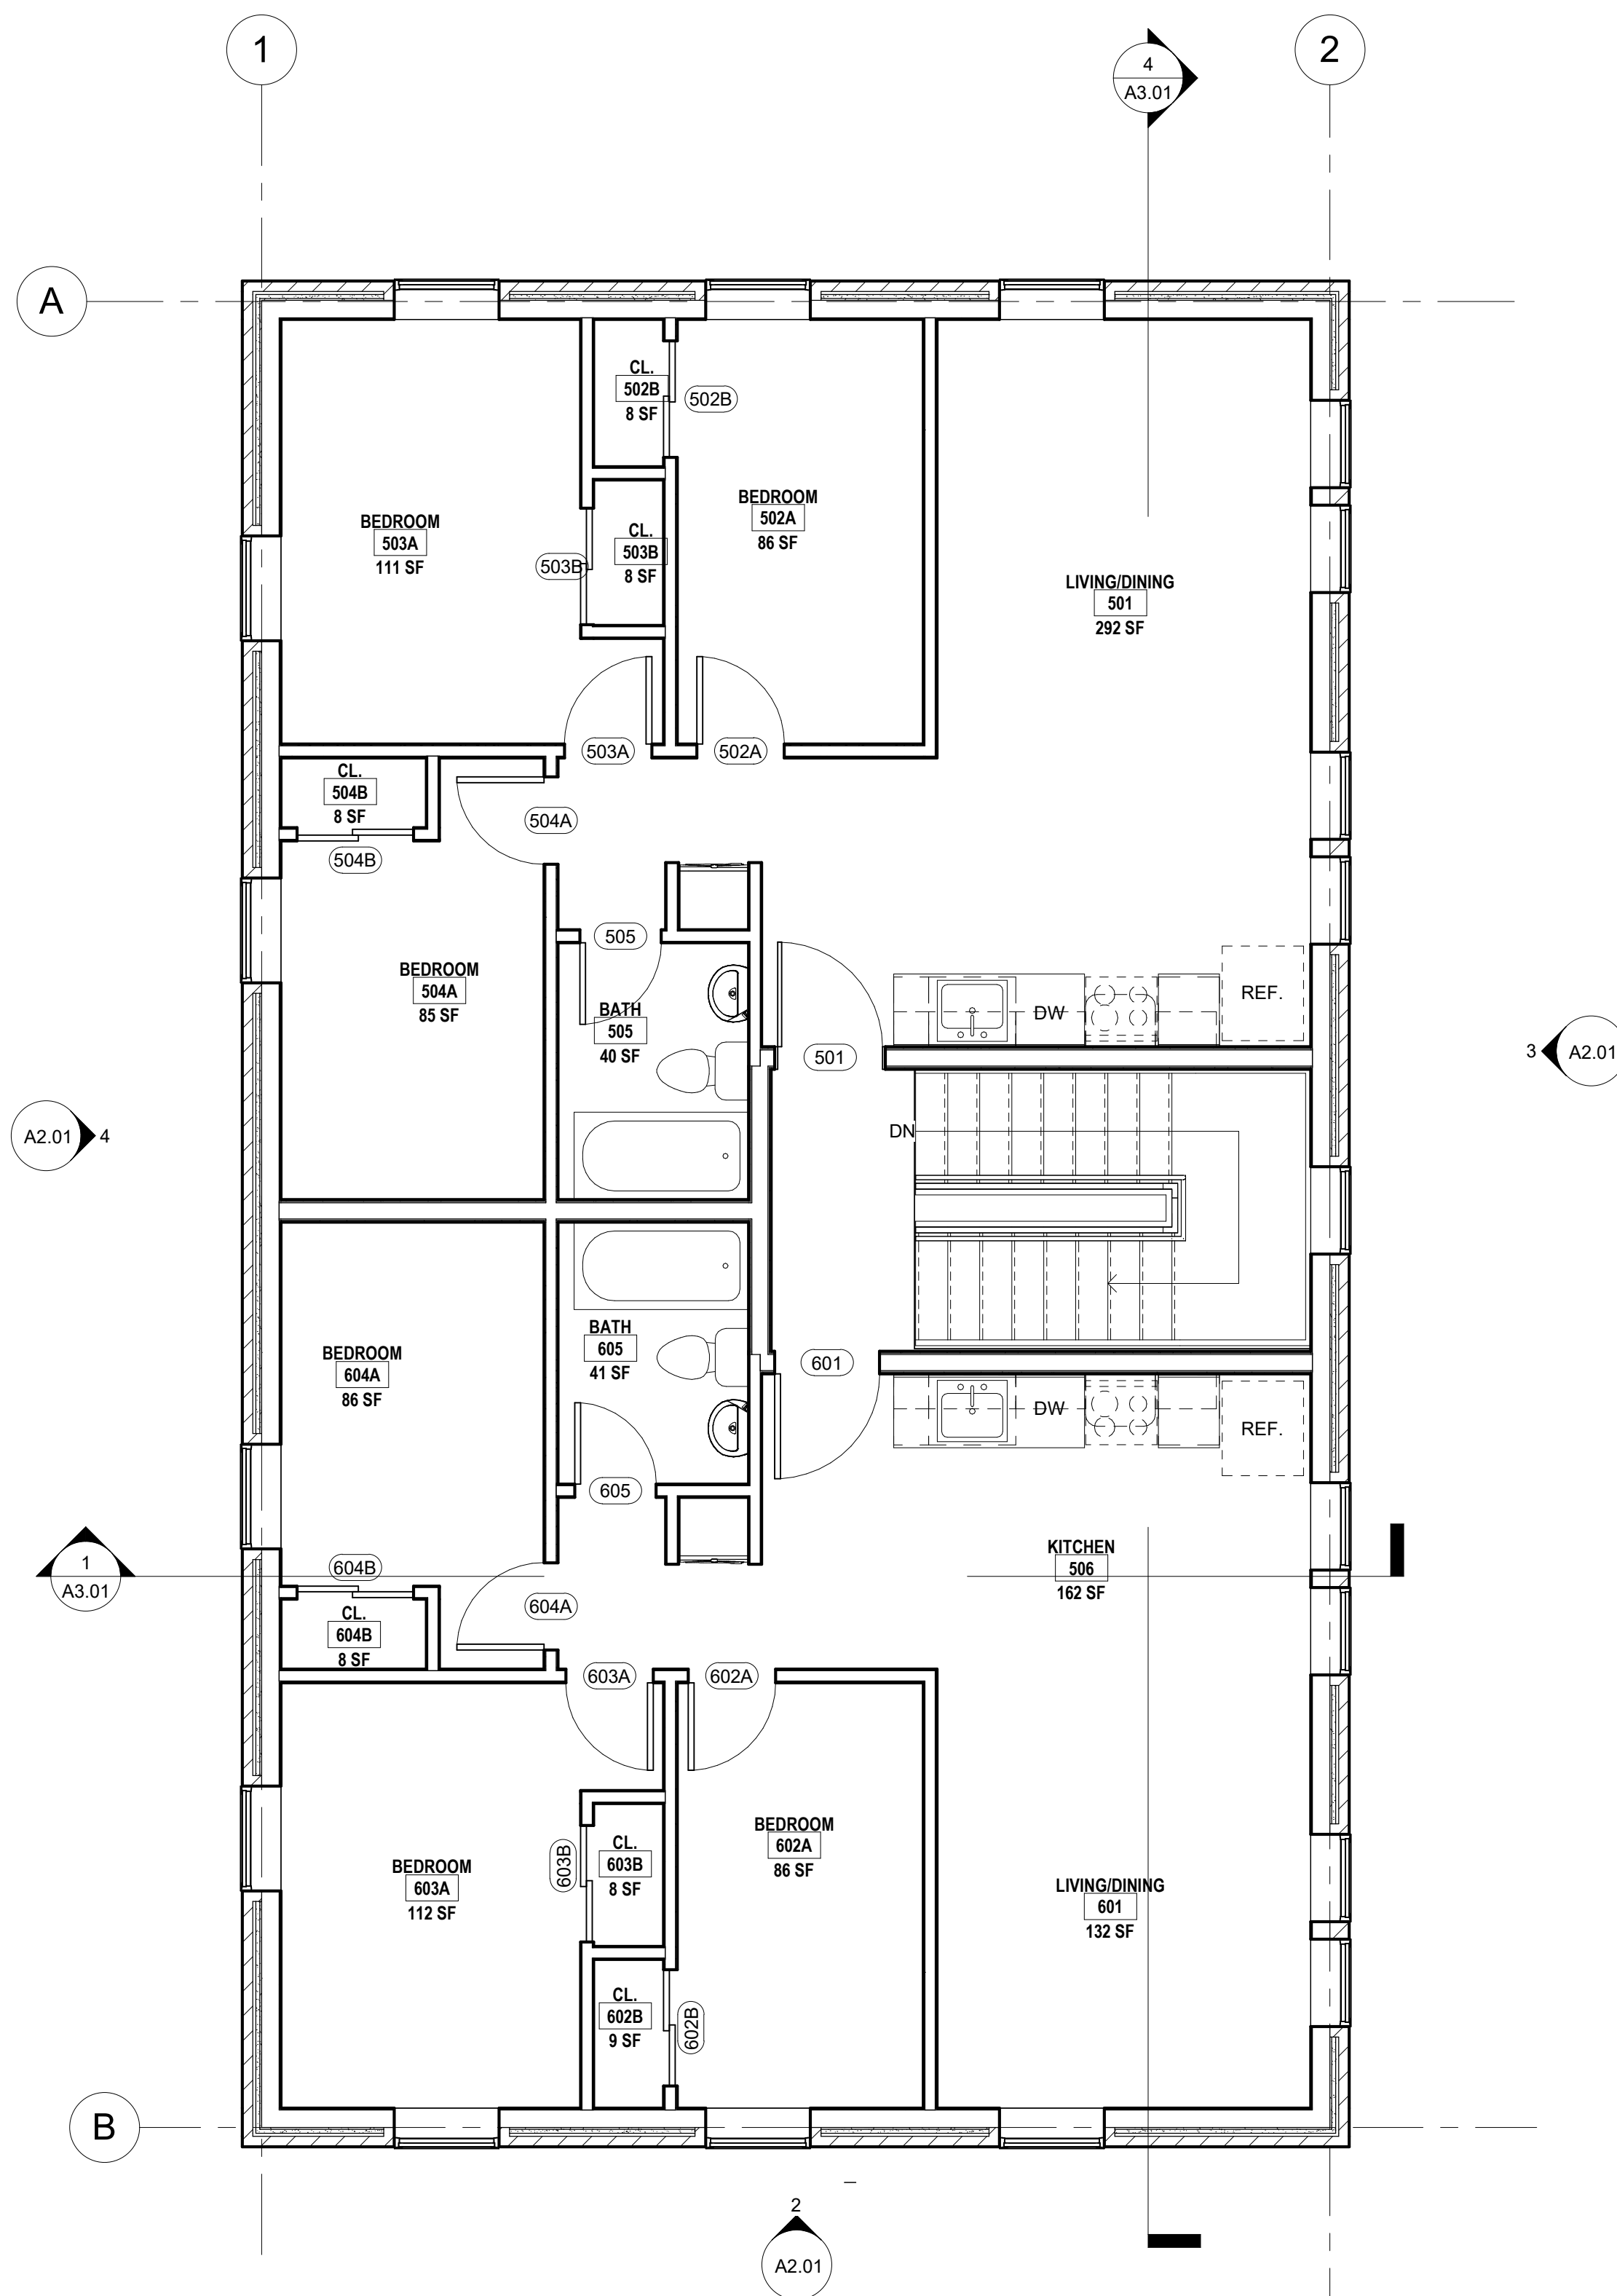 1
4
A3.01
2
A
CL.
502B
8 SF
502B
BEDROOM
502A
86 SF
BEDROOM
503A
111 SF
CL.
503B
8 SF
503B
LIVING/DINING
501
292 SF
503A
502A
CL.
504B
8 SF
504B
504A
505
BEDROOM
504A
85 SF
BATH
505
40 SF
DW
REF.
501
3
A2.01
A2.01
4
DN
BEDROOM
604A
86 SF
BATH
605
41 SF
601
DW
REF.
605
1
A3.01
KITCHEN
506
162 SF
604B
CL.
604B
8 SF
604A
603A
602A
BEDROOM
603A
112 SF
603B
CL.
603B
8 SF
BEDROOM
602A
86 SF
LIVING/DINING
601
132 SF
CL.
602B
9 SF
602B
B
2
A2.01